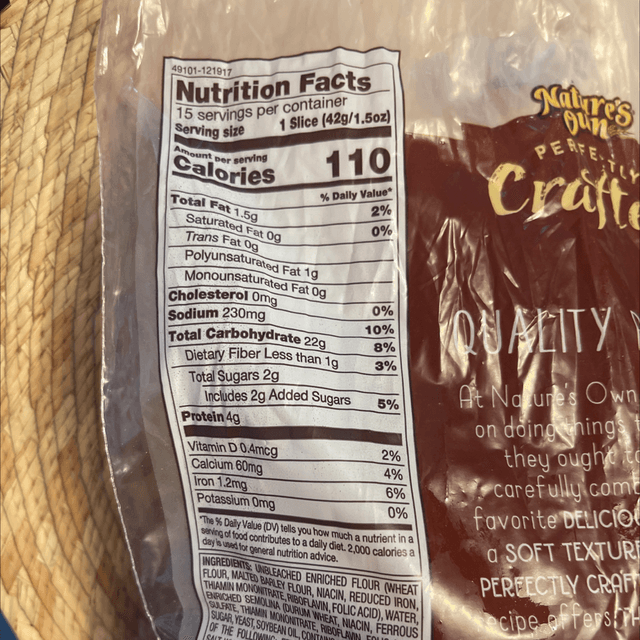 49101-121917
Nutrition Facts
15 servings per container
Serving size 1 Slice (42g/1.5oz)
Amount per serving
Calories 110
% Daily Value*
Total Fat 1.5g 2%
Saturated Fat 0g 0%
Trans Fat 0g
Polyunsaturated Fat 1g
Monounsaturated Fat 0g
Cholesterol 0mg 0%
Sodium 230mg 10%
Total Carbohydrate 22g 8%
Dietary Fiber Less than 1g 3%
Total Sugars 2g
Includes 2g Added Sugars 5%
Protein 4g
Vitamin D 0.4mcg 2%
Calcium 60mg 4%
Iron 1.2mg 6%
Potassium 0mg 0%
*The % Daily Value (DV) tells you how much a nutrient in a
serving of food contributes to a daily diet. 2,000 calories a
day is used for general nutrition advice.
INGREDIENTS: UNBLEACHED ENRICHED FLOUR (WHEAT
FLOUR, MALTED BARLEY FLOUR, NIACIN, REDUCED IRON,
THIAMIN MONONITRATE, RIBOFLAVIN, FOLIC ACID), WATER,
ENRICHED SEMOLINA (DURUM WHEAT, NIACIN, FERROUS
SULFATE, THIAMIN MONONITRATE, RIBOFLAVIN,
SUGAR, YEAST, SOYBEAN OIL,
OF THE FOLLOWING
Nature's
Own
PERFECTLY
Crafte
QUALITY
At Nature's Own
on doing things
they ought to
carefully comb
favorite DELICIO
a SOFT TEXTURE
PERFECTLY CRAF
recipe offers